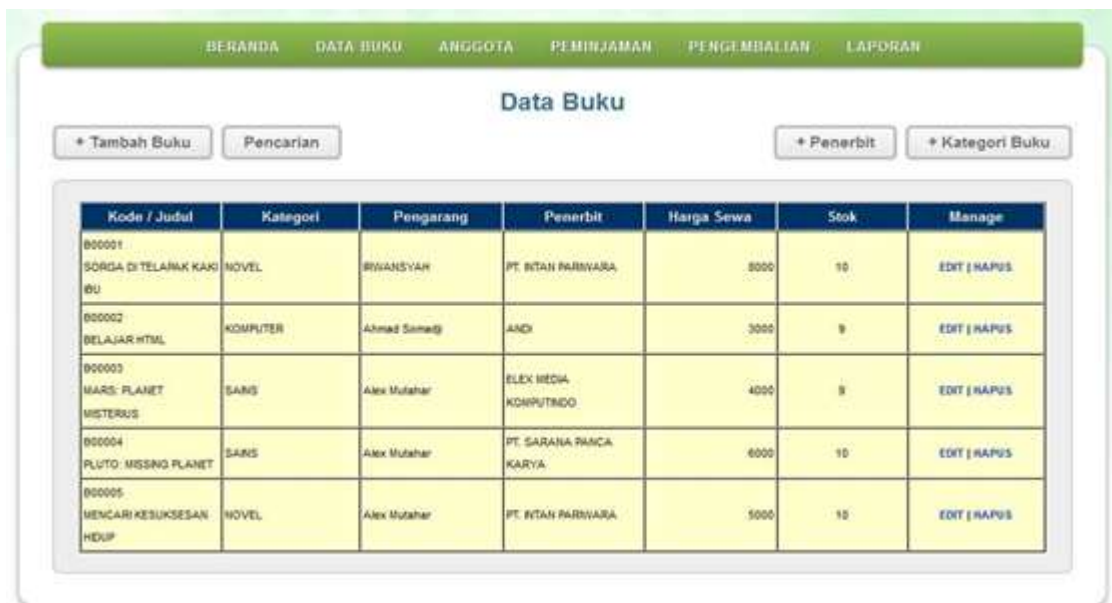 BERANDA DATA BUKU ANGGOTA PEMINJAMAN PENGEMBALIAN LAPORAN
Data Buku
+ Tambah Buku Pencarian + Penerbit + Kategori Buku
Kode / Judul Kategori Pengarang Penerbit Harga Sewa Stok Manage
B00001
SORGA DI TELAPAK KAKI NOVEL IRWANSYAH PT. INTAN PARIWARA 8000 10 EDIT | HAPUS
IBU
B00002
BELAJAR HTML KOMPUTER Ahmad ANDI 3000 9 EDIT | HAPUS
B00003
MARS: PLANET SAINS Alex Mutahar ELEX MEDIA 4000 9 EDIT | HAPUS
MISTERIUS KOMPUTINDO
B00004
PLUTO: MISSING PLANET SAINS Alex Mutahar PT. SARANA PANCA 6000 10 EDIT | HAPUS
KARYA
B00005
MENCARI KESUKSESAN NOVEL Alex Mutahar PT. INTAN PARIWARA 5000 10 EDIT | HAPUS
HIDUP